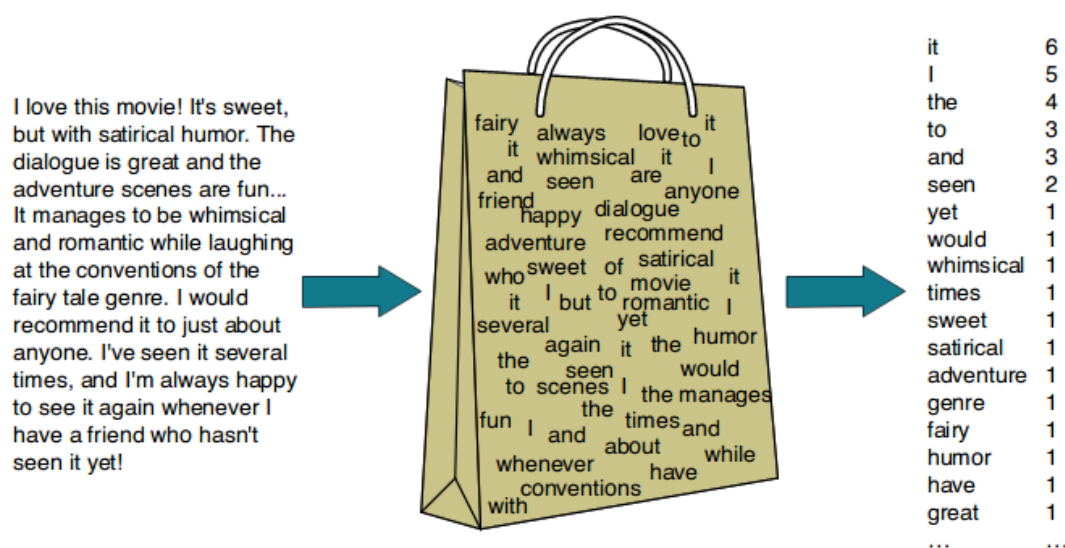 I love this movie! It's sweet,
but with satirical humor. The
dialogue is great and the
adventure scenes are fun...
It manages to be whimsical
and romantic while laughing
at the conventions of the
fairy tale genre. I would
recommend it to just about
anyone. I've seen it several
times, and I'm always happy
to see it again whenever I
have a friend who hasn't
seen it yet!
fairy always love to it
it whimsical it I
and seen are anyone
friend happy dialogue
adventure recommend
who sweet of satirical
it I but to movie it
romantic I
several yet
again it the humor
the seen would
to scenes I the manages
fun I and the times and
about while
whenever have
conventions
with
it 6
I 5
the 4
to 3
and 3
seen 2
yet 1
would 1
whimsical 1
times 1
sweet 1
satirical 1
adventure 1
genre 1
fairy 1
humor 1
have 1
great 1
... ...